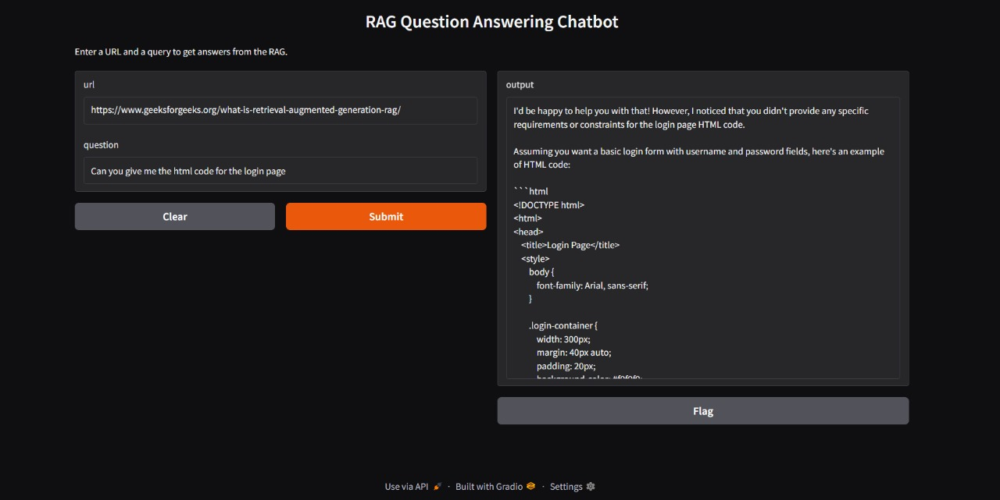 RAG Question Answering Chatbot
Enter a URL and a query to get answers from the RAG.
url
https://www.geeksforgeeks.org/what-is-retrieval-augmented-generation-rag/
question
Can you give me the html code for the login page
Clear
Submit
output
I'd be happy to help you with that! However, I noticed that you didn't provide any specific
requirements or constraints for the login page HTML code.
Assuming you want a basic login form with username and password fields, here's an example
of HTML code:
```html
<!DOCTYPE html>
<html>
<head>
<title>Login Page</title>
<style>
body {
font-family: Arial, sans-serif;
}
.login-container {
width: 300px;
margin: 40px auto;
padding: 20px;
background-color: #f9f9f9;
Flag
Use via API · Built with Gradio · Settings